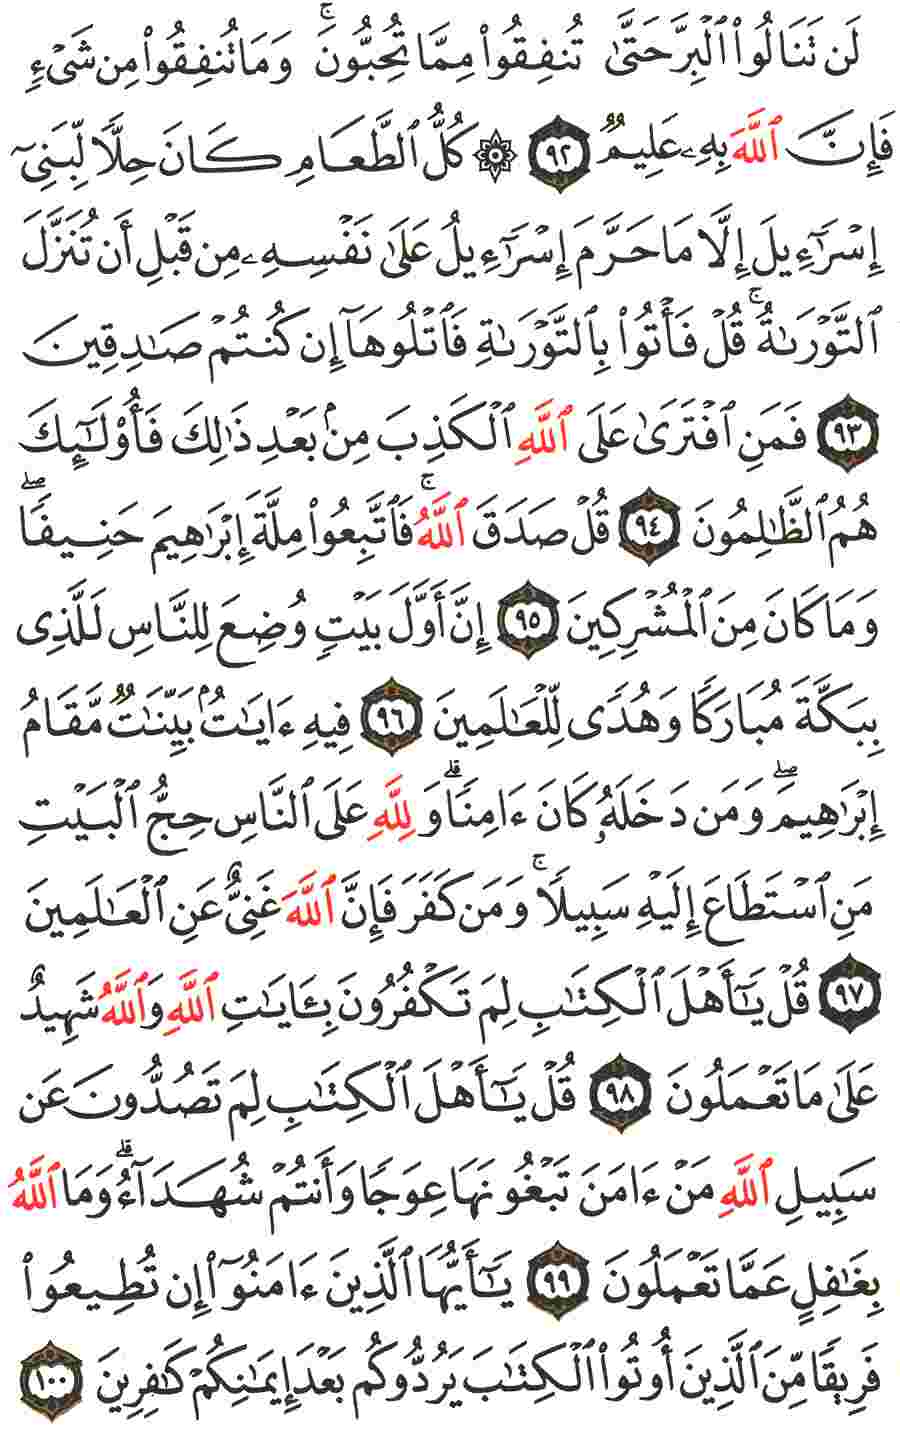 لَن تَنَالُوا۟ ٱلْبِرَّ حَتَّىٰ تُنفِقُوا۟ مِمَّا تُحِبُّونَ ۚ وَمَا تُنفِقُوا۟ مِن شَىْءٍ
فَإِنَّ ٱللَّهَ بِهِۦ عَلِيمٌ ٩٢ ۞ كُلُّ ٱلطَّعَامِ كَانَ حِلًّا لِّبَنِىٓ
إِسْرَٰٓءِيلَ إِلَّا مَا حَرَّمَ إِسْرَٰٓءِيلُ عَلَىٰ نَفْسِهِۦ مِن قَبْلِ أَن تُنَزَّلَ
ٱلتَّوْرَىٰةُ ۚ قُلْ فَأْتُوا۟ بِٱلتَّوْرَىٰةِ فَٱتْلُوهَآ إِن كُنتُمْ صَٰدِقِينَ
٩٣ فَمَنِ ٱفْتَرَىٰ عَلَى ٱللَّهِ ٱلْكَذِبَ مِنۢ بَعْدِ ذَٰلِكَ فَأُو۟لَٰٓئِكَ
هُمُ ٱلظَّٰلِمُونَ ٩٤ قُلْ صَدَقَ ٱللَّهُ ۗ فَٱتَّبِعُوا۟ مِلَّةَ إِبْرَٰهِيمَ حَنِيفًا ۖ
وَمَا كَانَ مِنَ ٱلْمُشْرِكِينَ ٩٥ إِنَّ أَوَّلَ بَيْتٍ وُضِعَ لِلنَّاسِ لَلَّذِى
بِبَكَّةَ مُبَارَكًا وَهُدًى لِّلْعَٰلَمِينَ ٩٦ فِيهِ ءَايَٰتٌۢ بَيِّنَٰتٌ مَّقَامُ
إِبْرَٰهِيمَ ۖ وَمَن دَخَلَهُۥ كَانَ ءَامِنًا ۗ وَلِلَّهِ عَلَى ٱلنَّاسِ حِجُّ ٱلْبَيْتِ
مَنِ ٱسْتَطَاعَ إِلَيْهِ سَبِيلًا ۚ وَمَن كَفَرَ فَإِنَّ ٱللَّهَ غَنِىٌّ عَنِ ٱلْعَٰلَمِينَ
٩٧ قُلْ يَٰٓأَهْلَ ٱلْكِتَٰبِ لِمَ تَكْفُرُونَ بِـَٔايَٰتِ ٱللَّهِ وَٱللَّهُ شَهِيدٌ
عَلَىٰ مَا تَعْمَلُونَ ٩٨ قُلْ يَٰٓأَهْلَ ٱلْكِتَٰبِ لِمَ تَصُدُّونَ عَن
سَبِيلِ ٱللَّهِ مَنْ ءَامَنَ تَبْغُونَهَا عِوَجًا وَأَنتُمْ شُهَدَآءُ ۗ وَمَا ٱللَّهُ
بِغَٰفِلٍ عَمَّا تَعْمَلُونَ ٩٩ يَٰٓأَيُّهَا ٱلَّذِينَ ءَامَنُوٓا۟ إِن تُطِيعُوا۟
فَرِيقًا مِّنَ ٱلَّذِينَ أُوتُوا۟ ٱلْكِتَٰبَ يَرُدُّوكُم بَعْدَ إِيمَٰنِكُمْ كَٰفِرِينَ ١٠٠